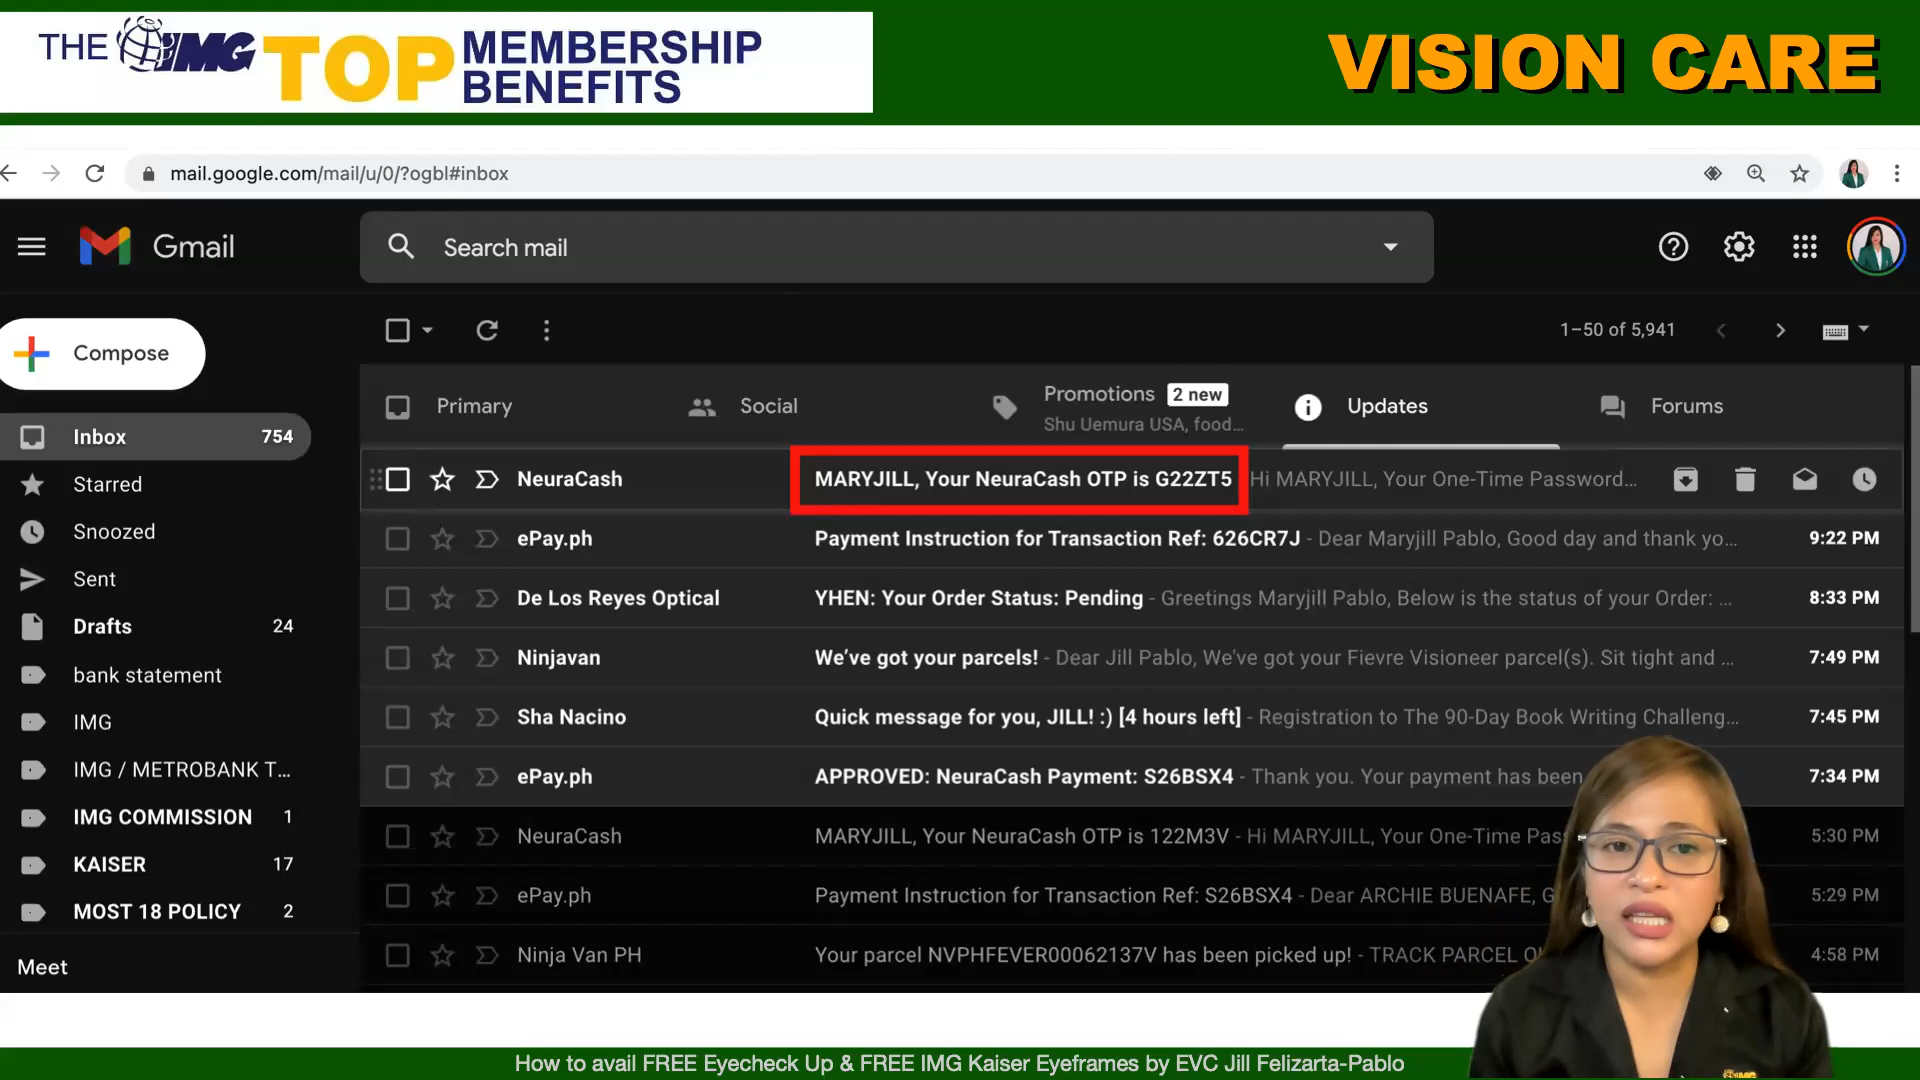 THE IMG TOP MEMBERSHIP BENEFITS
VISION CARE
mail.google.com/mail/u/0/?ogbl#inbox
Gmail
Search mail
1–50 of 5,941
Compose
Primary
Social
Promotions 2 new
Shu Uemura USA, food...
Updates
Forums
Inbox 754
Starred
Snoozed
Sent
Drafts 24
bank statement
IMG
IMG / METROBANK T...
IMG COMMISSION 1
KAISER 17
MOST 18 POLICY 2
Meet
NeuraCash MARYJILL, Your NeuraCash OTP is G22ZT5 Hi MARYJILL, Your One-Time Password...
ePay.ph Payment Instruction for Transaction Ref: 626CR7J - Dear Maryjill Pablo, Good day and thank yo... 9:22 PM
De Los Reyes Optical YHEN: Your Order Status: Pending - Greetings Maryjill Pablo, Below is the status of your Order: ... 8:33 PM
Ninjavan We've got your parcels! - Dear Jill Pablo, We've got your Fievre Visioneer parcel(s). Sit tight and ... 7:49 PM
Sha Nacino Quick message for you, JILL! :) [4 hours left] - Registration to The 90-Day Book Writing Challeng... 7:45 PM
ePay.ph APPROVED: NeuraCash Payment: S26BSX4 - Thank you. Your payment has been 7:34 PM
NeuraCash MARYJILL, Your NeuraCash OTP is 122M3V - Hi MARYJILL, Your One-Time Pas 5:30 PM
ePay.ph Payment Instruction for Transaction Ref: S26BSX4 - Dear ARCHIE BUENAFE, G 5:29 PM
Ninja Van PH Your parcel NVPHFEVER00062137V has been picked up! - TRACK PARCEL 4:58 PM
IMG
How to avail FREE Eyecheck Up & FREE IMG Kaiser Eyeframes by EVC Jill Felizarta-Pablo